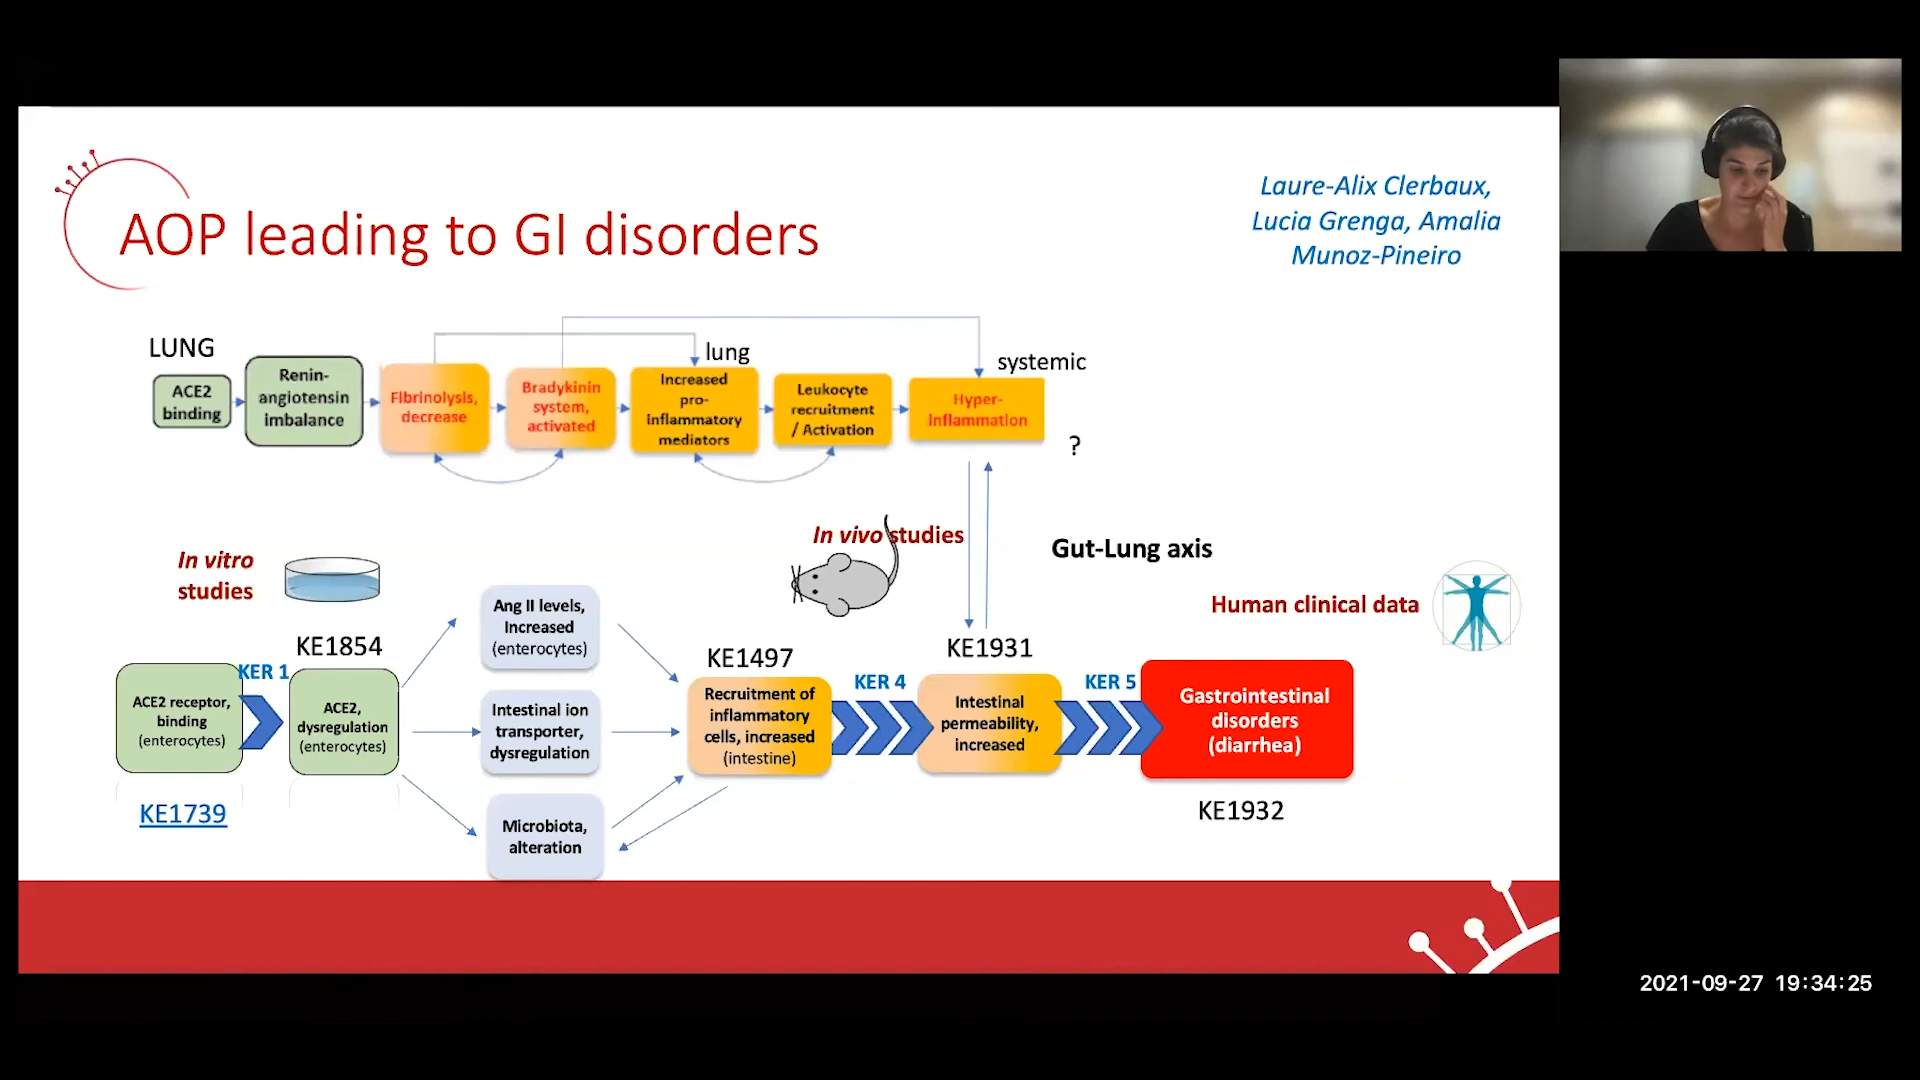 AOP leading to GI disorders
Laure-Alix Clerbaux,
Lucia Grenga, Amalia
Munoz-Pineiro
LUNG
lung
systemic
ACE2
binding
Renin-
angiotensin
imbalance
Fibrinolysis,
decrease
Bradykinin
system,
activated
Increased
pro-
inflammatory
mediators
Leukocyte
recruitment
/ Activation
Hyper-
inflammation
?
In vitro
studies
In vivo studies
Gut-Lung axis
Human clinical data
KE1854
KER 1
ACE2 receptor,
binding
(enterocytes)
KE1739
ACE2,
dysregulation
(enterocytes)
Ang II levels,
Increased
(enterocytes)
Intestinal ion
transporter,
dysregulation
Microbiota,
alteration
KE1497
Recruitment of
inflammatory
cells, increased
(intestine)
KER 4
KE1931
Intestinal
permeability,
increased
KER 5
Gastrointestinal
disorders
(diarrhea)
KE1932
2021-09-27 19:34:25